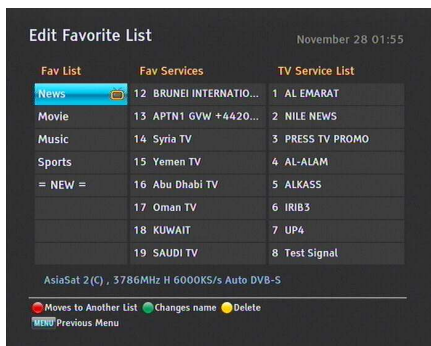 Edit Favorite List
November 28 01:55
Fav List Fav Services TV Service List
News 12 BRUNEI INTERNATIO... 1 AL EMARAT
Movie 13 APTN1 GVW +4420... 2 NILE NEWS
Music 14 Syria TV 3 PRESS TV PROMO
Sports 15 Yemen TV 4 AL-ALAM
= NEW = 16 Abu Dhabi TV 5 ALKASS
17 Oman TV 6 IRIB3
18 KUWAIT 7 UP4
19 SAUDI TV 8 Test Signal
AsiaSat 2(C) , 3786MHz H 6000KS/s Auto DVB-S
Moves to Another List Changes name Delete
MENU Previous Menu